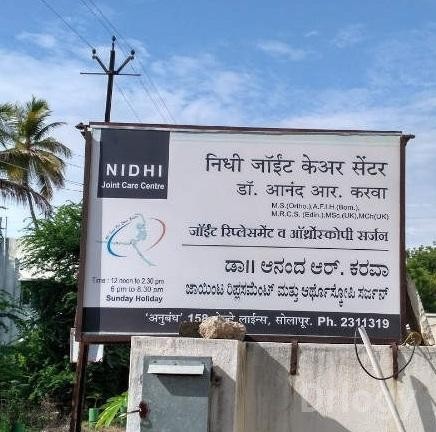 NIDHI
Joint Care Centre
निधी जॉईंट केअर सेंटर
डॉ. आनंद आर. करवा
M.S.(Ortho.),A.F.I.H.(Bom.),
M.R.C.S. (Edin.),MSc.(UK),MCh(UK)
जॉईंट रिप्लेसमेंट व ऑर्थोस्कोपी सर्जन
ಡಾ॥ ಆನಂದ ಆರ್. ಕರವಾ
ಜಾಯಿಂಟ ರಿಪ್ಲಸಮೆಂಟ್ ಮತ್ತು ಆರ್ಥೊಸ್ಕೋಪಿ ಸರ್ಜನ್
Time : 12 noon to 2.30 pm
6 pm to 8.30 pm
Sunday Holiday
'अनुबंध' 158, लाईन्स, सोलापूर. Ph. 2311319